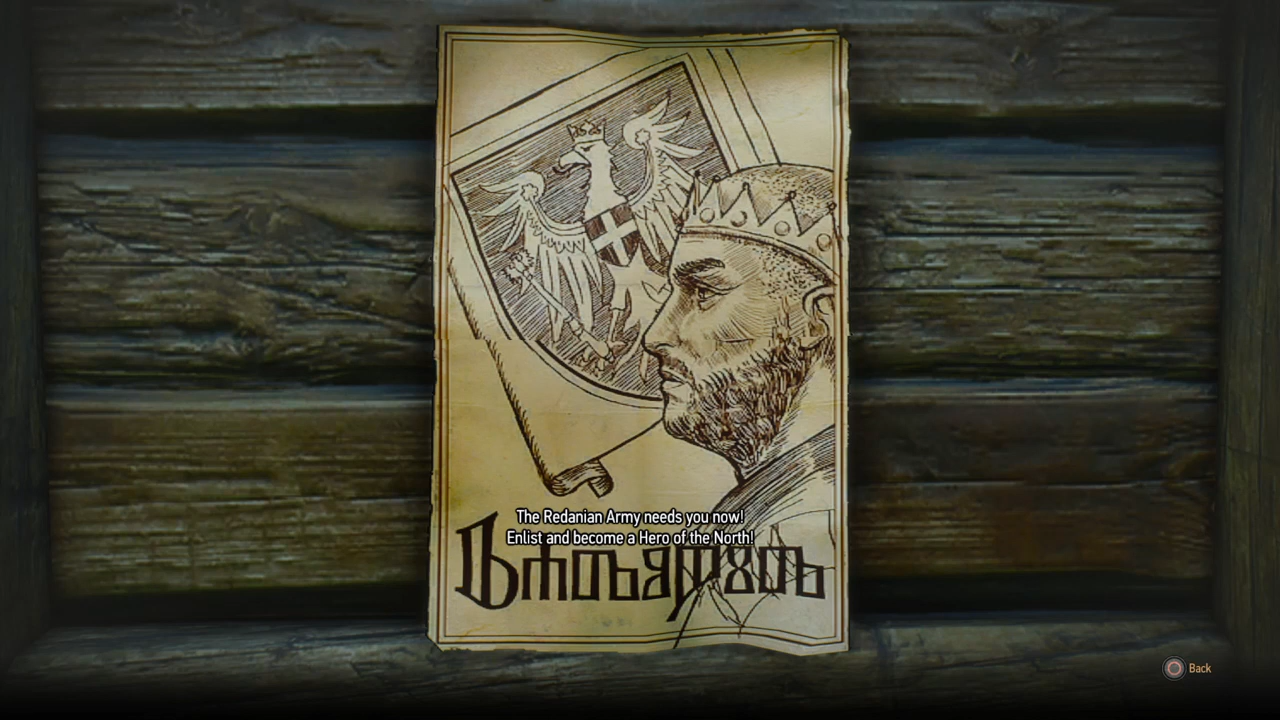 The Redanian Army needs you now!
Enlist and become a Hero of the North!
Back